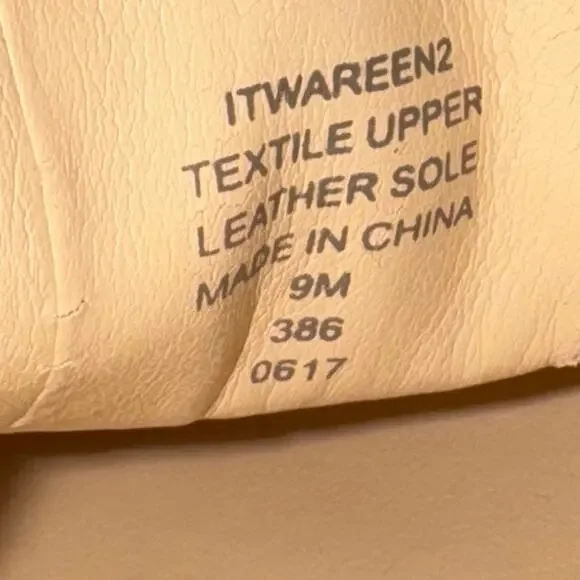 ITWAREEN2
TEXTILE UPPER
LEATHER SOLE
MADE IN CHINA
9M
386
0617